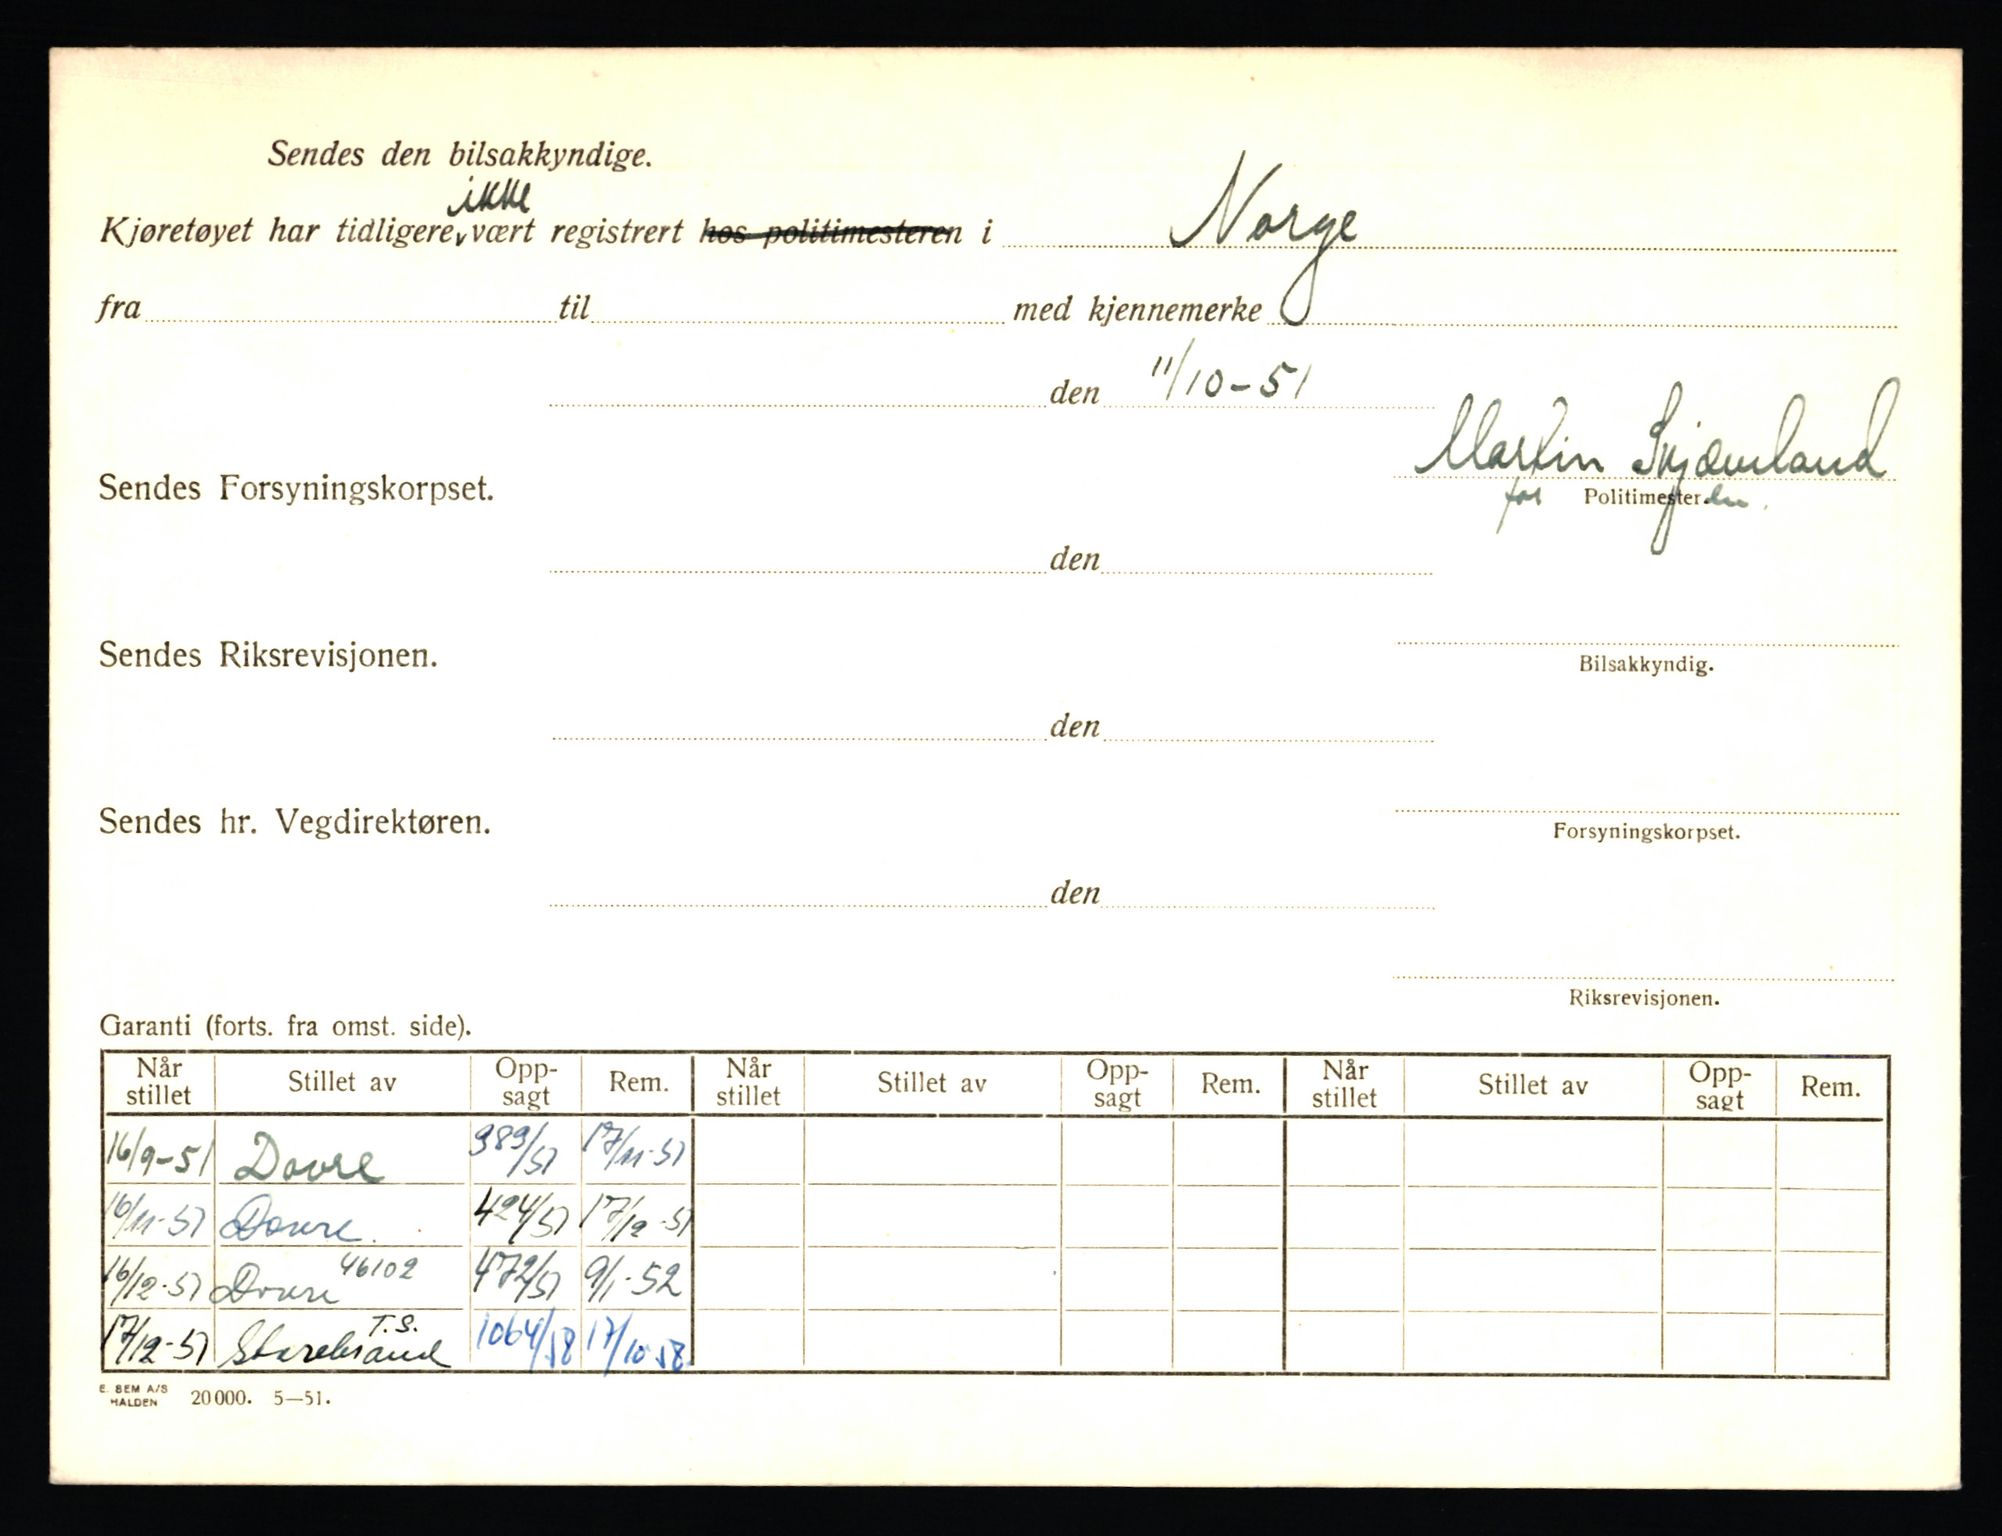 Sendes den bilsakkyndige.
ikke
Kjøretøyet har tidligere, vært registrert hos politimesteren i Norge
fra til med kjennemerke
den 11/10-51
Martin
Sendes Forsyningskorpset.
for Politimesteren.
den
Sendes Riksrevisjonen.
Bilsakkyndig.
den
Sendes hr. Vegdirektøren.
Forsyningskorpset.
den
Riksrevisjonen.
Garanti (forts. fra omst. side).
Når stillet Stillet av Opp-sagt Rem. Når stillet Stillet av Opp-sagt Rem. Når stillet Stillet av Opp-sagt Rem.
16/9-51 Dovre 389/51 17/11-51
16/11-51 Dovre. 424/51 17/12-51
16/12-51 Dovre 46102 472/51 9/1-52
17/12-51 Storebrand T.S. 1064/58 17/10-58
E. SEM A/S
HALDEN 20000. 5—51.